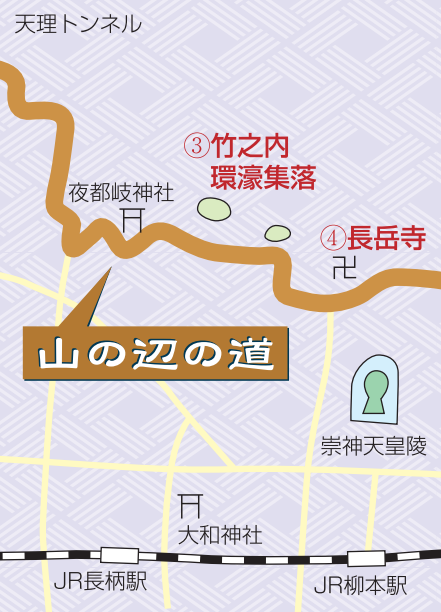 天理トンネル
③竹之内
環濠集落
夜都岐神社
④長岳寺
山の辺の道
崇神天皇陵
大和神社
JR長柄駅
JR柳本駅